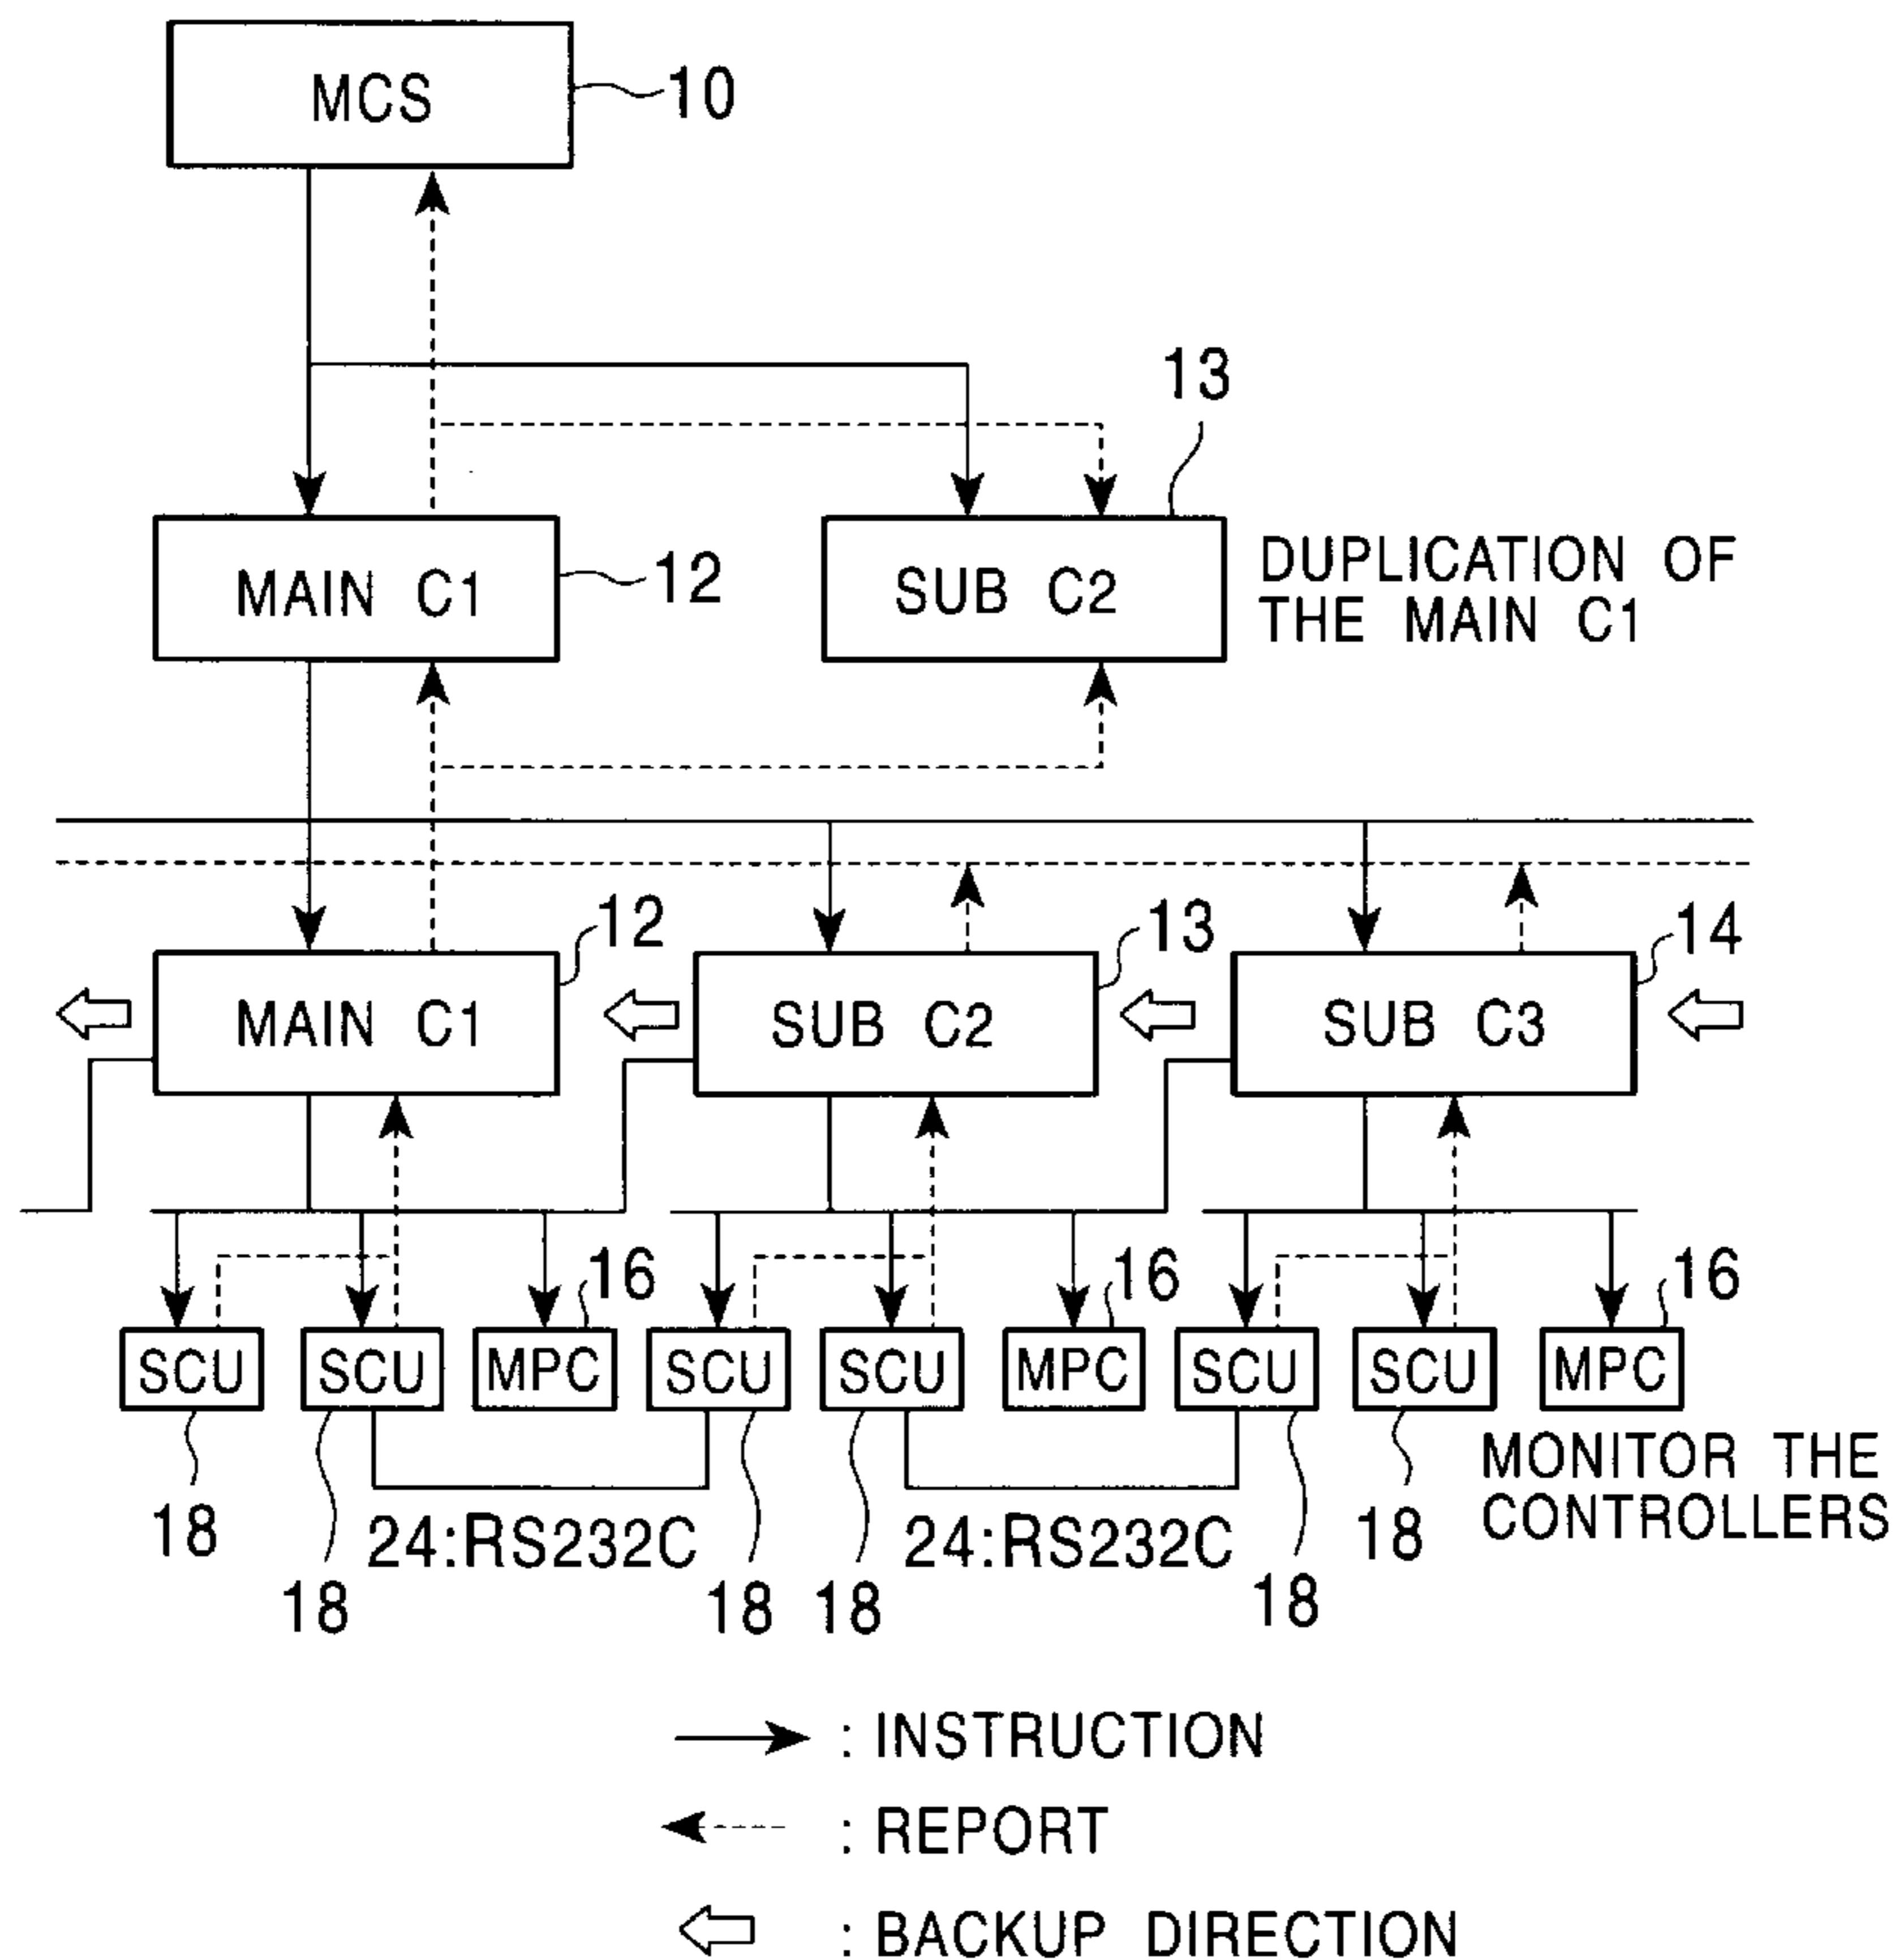 MCS
10
13
MAIN C1
12
SUB C2
DUPLICATION OF
THE MAIN C1
12
13
14
MAIN C1
SUB C2
SUB C3
16
16
16
SCU
SCU
MPC
SCU
SCU
MPC
SCU
SCU
MPC
MONITOR THE
CONTROLLERS
18
24:RS232C
24:RS232C
18
18
18
18
18
: INSTRUCTION
: REPORT
: BACKUP DIRECTION